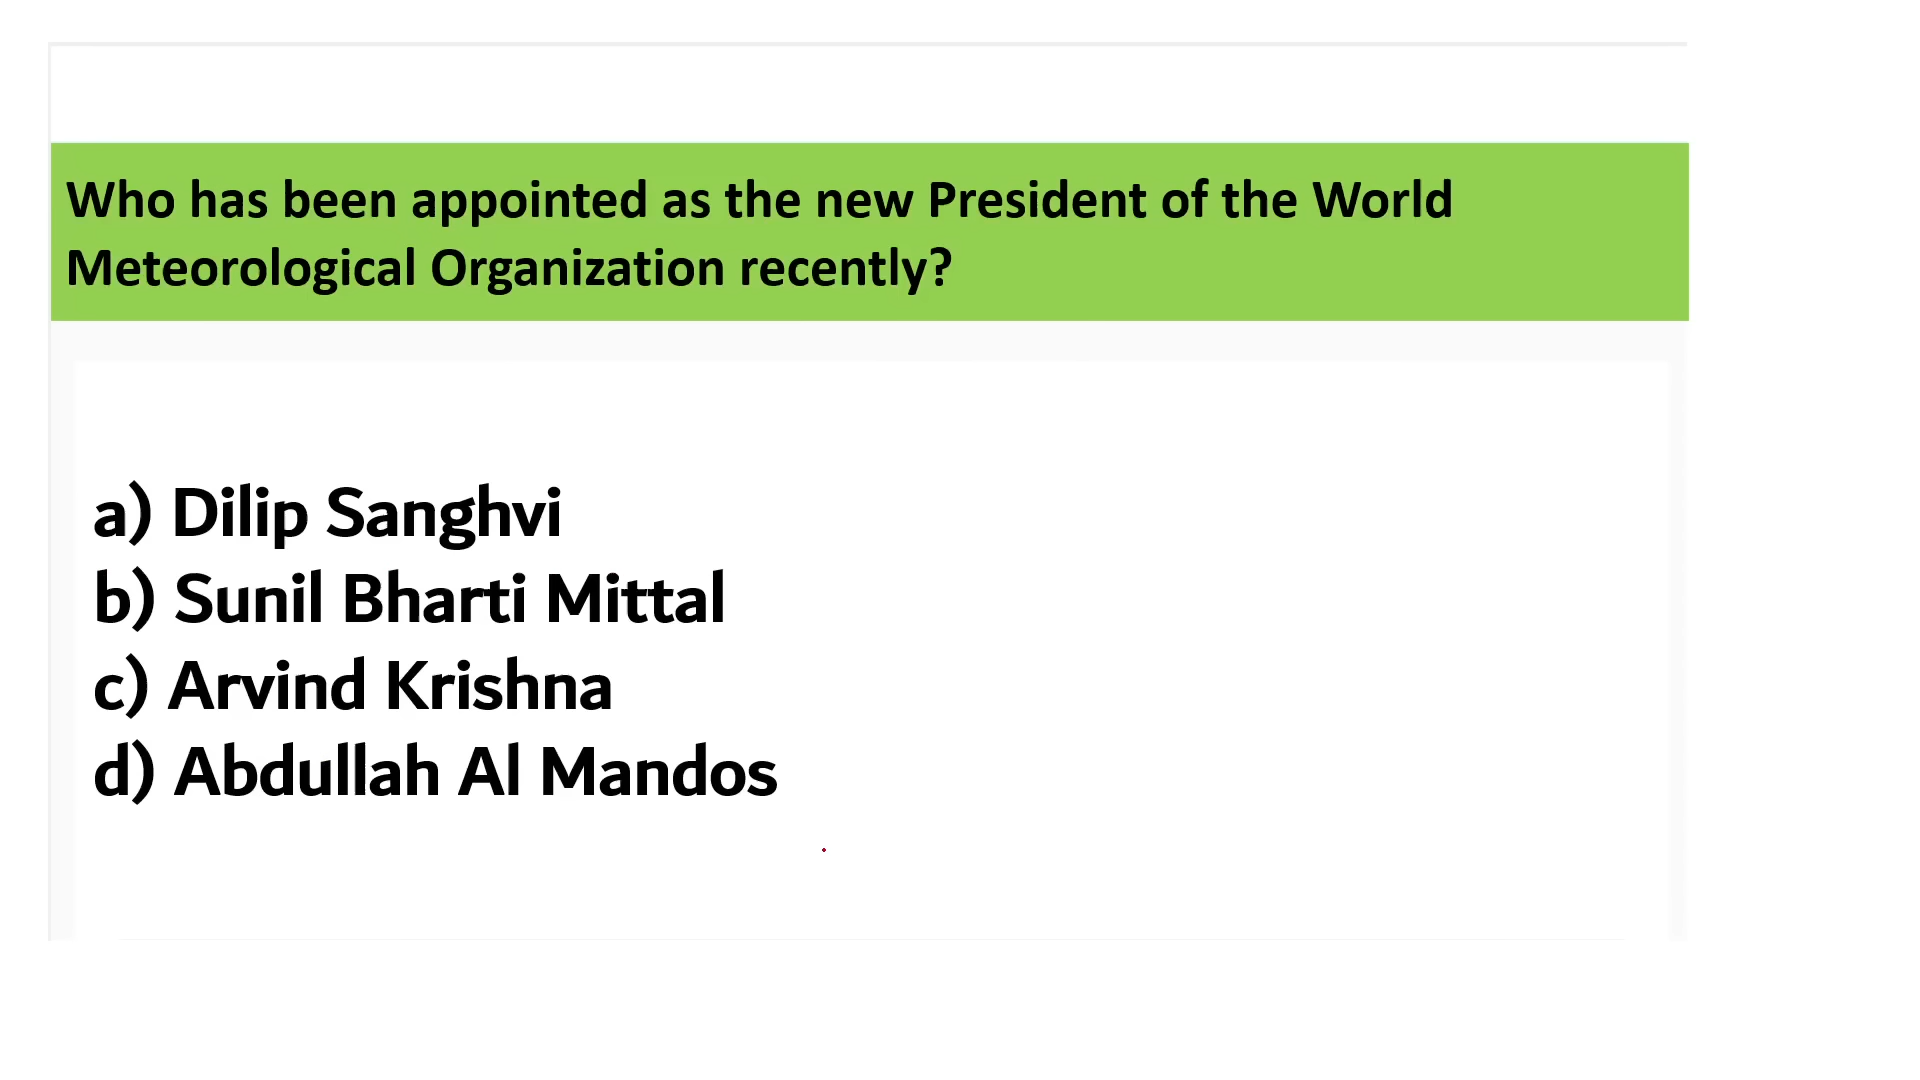 Who has been appointed as the new President of the World
Meteorological Organization recently?
a) Dilip Sanghvi
b) Sunil Bharti Mittal
c) Arvind Krishna
d) Abdullah Al Mandos